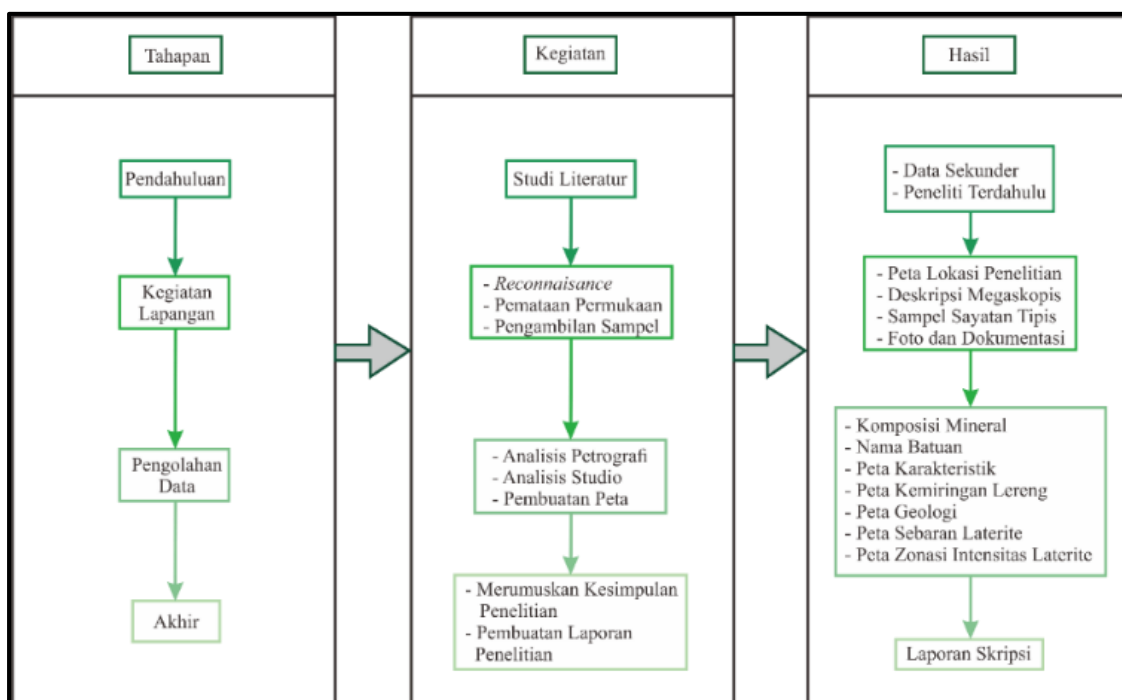 Tahapan
Pendahuluan
Kegiatan
Lapangan
Pengolahan
Data
Akhir
Kegiatan
Studi Literatur
- Reconnaisance
- Pemataan Permukaan
- Pengambilan Sampel
- Analisis Petrografi
- Analisis Studio
- Pembuatan Peta
- Merumuskan Kesimpulan
Penelitian
- Pembuatan Laporan
Penelitian
Hasil
- Data Sekunder
- Peneliti Terdahulu
- Peta Lokasi Penelitian
- Deskripsi Megaskopis
- Sampel Sayatan Tipis
- Foto dan Dokumentasi
- Komposisi Mineral
- Nama Batuan
- Peta Karakteristik
- Peta Kemiringan Lereng
- Peta Geologi
- Peta Sebaran Laterite
- Peta Zonasi Intensitas Laterite
Laporan Skripsi